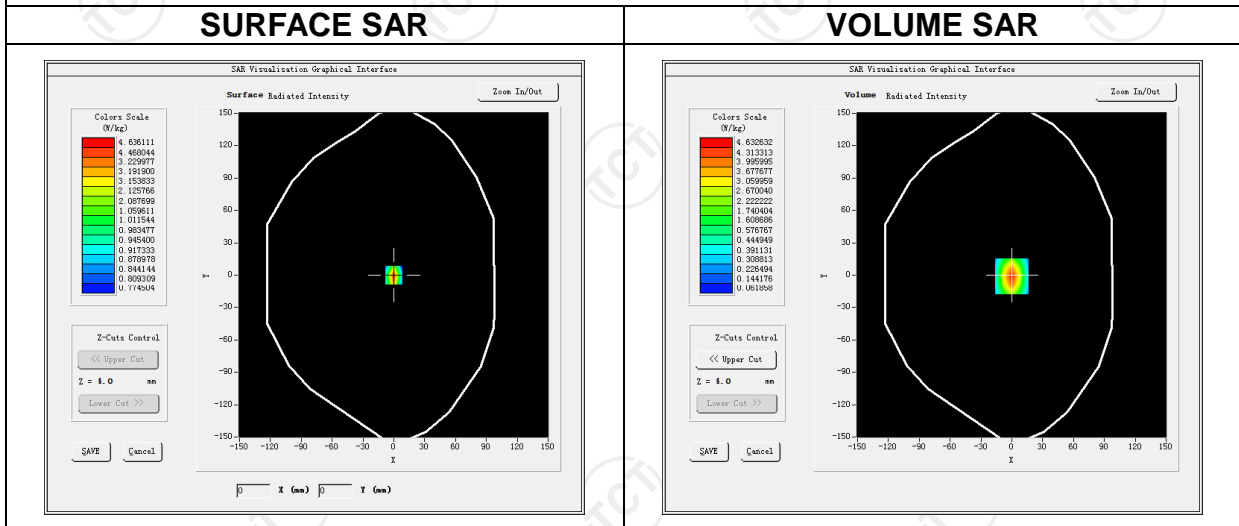 SURFACE SAR
SAR Visualisation Graphical Interface
Surface Radiated Intensity
Zoom In/Out
Colors Scale
(W/kg)
4.636111
4.468044
3.229977
3.191900
3.153833
2.125766
2.087699
1.059611
1.011544
0.983477
0.945400
0.917333
0.878978
0.844144
0.809309
0.774504
Z-Cuts Control
<< Upper Cut
Z = 4.0 mm
Lower Cut >>
SAVE Cancel
150
120
90
60
30
0
-30
-60
-90
-120
-150
Y
-150 -120 -90 -60 -30 0 30 60 90 120 150
X
0 X (mm) 0 Y (mm)
VOLUME SAR
SAR Visualisation Graphical Interface
Volume Radiated Intensity
Zoom In/Out
Colors Scale
(W/kg)
4.632632
4.313313
3.995995
3.677677
3.059959
2.670040
2.222222
1.740404
1.608686
0.576767
0.444949
0.391131
0.308813
0.226494
0.144176
0.061858
Z-Cuts Control
<< Upper Cut
Z = 4.0 mm
Lower Cut >>
SAVE Cancel
150
120
90
60
30
0
-30
-60
-90
-120
-150
Y
-150 -120 -90 -60 -30 0 30 60 90 120 150
X
TCT
TCT
TCT